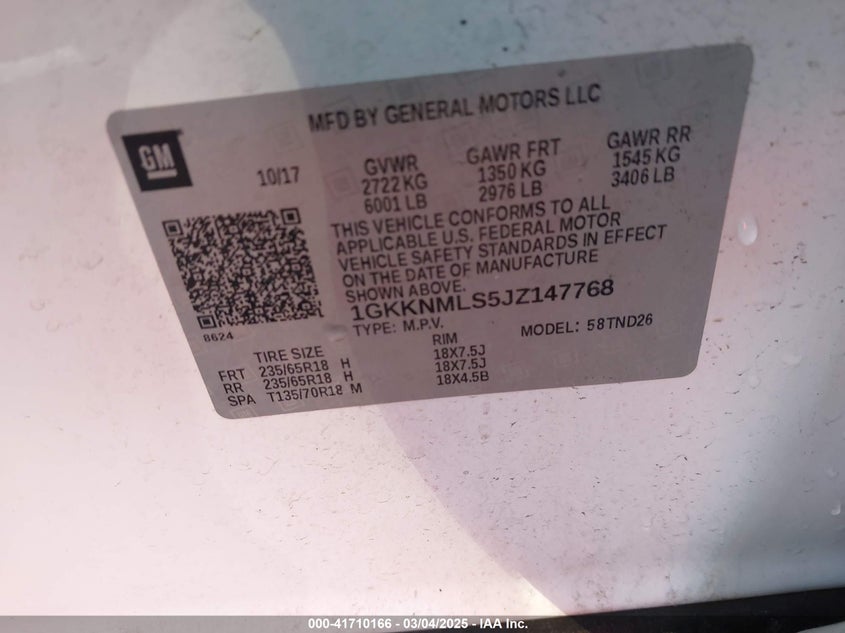 MFD BY GENERAL MOTORS LLC
GM
10/17
GVWR
2722 KG
6001 LB
GAWR FRT
1350 KG
2976 LB
GAWR RR
1545 KG
3406 LB
THIS VEHICLE CONFORMS TO ALL
APPLICABLE U.S. FEDERAL MOTOR
VEHICLE SAFETY STANDARDS IN EFFECT
ON THE DATE OF MANUFACTURE
SHOWN ABOVE.
1GKKNMLS5JZ147768
TYPE: M.P.V.
MODEL: 58TND26
8624
TIRE SIZE RIM
FRT 235/65R18 H 18X7.5J
RR 235/65R18 H 18X7.5J
SPA T135/70R18 M 18X4.5B
000-41710166 - 03/04/2025 - IAA Inc.